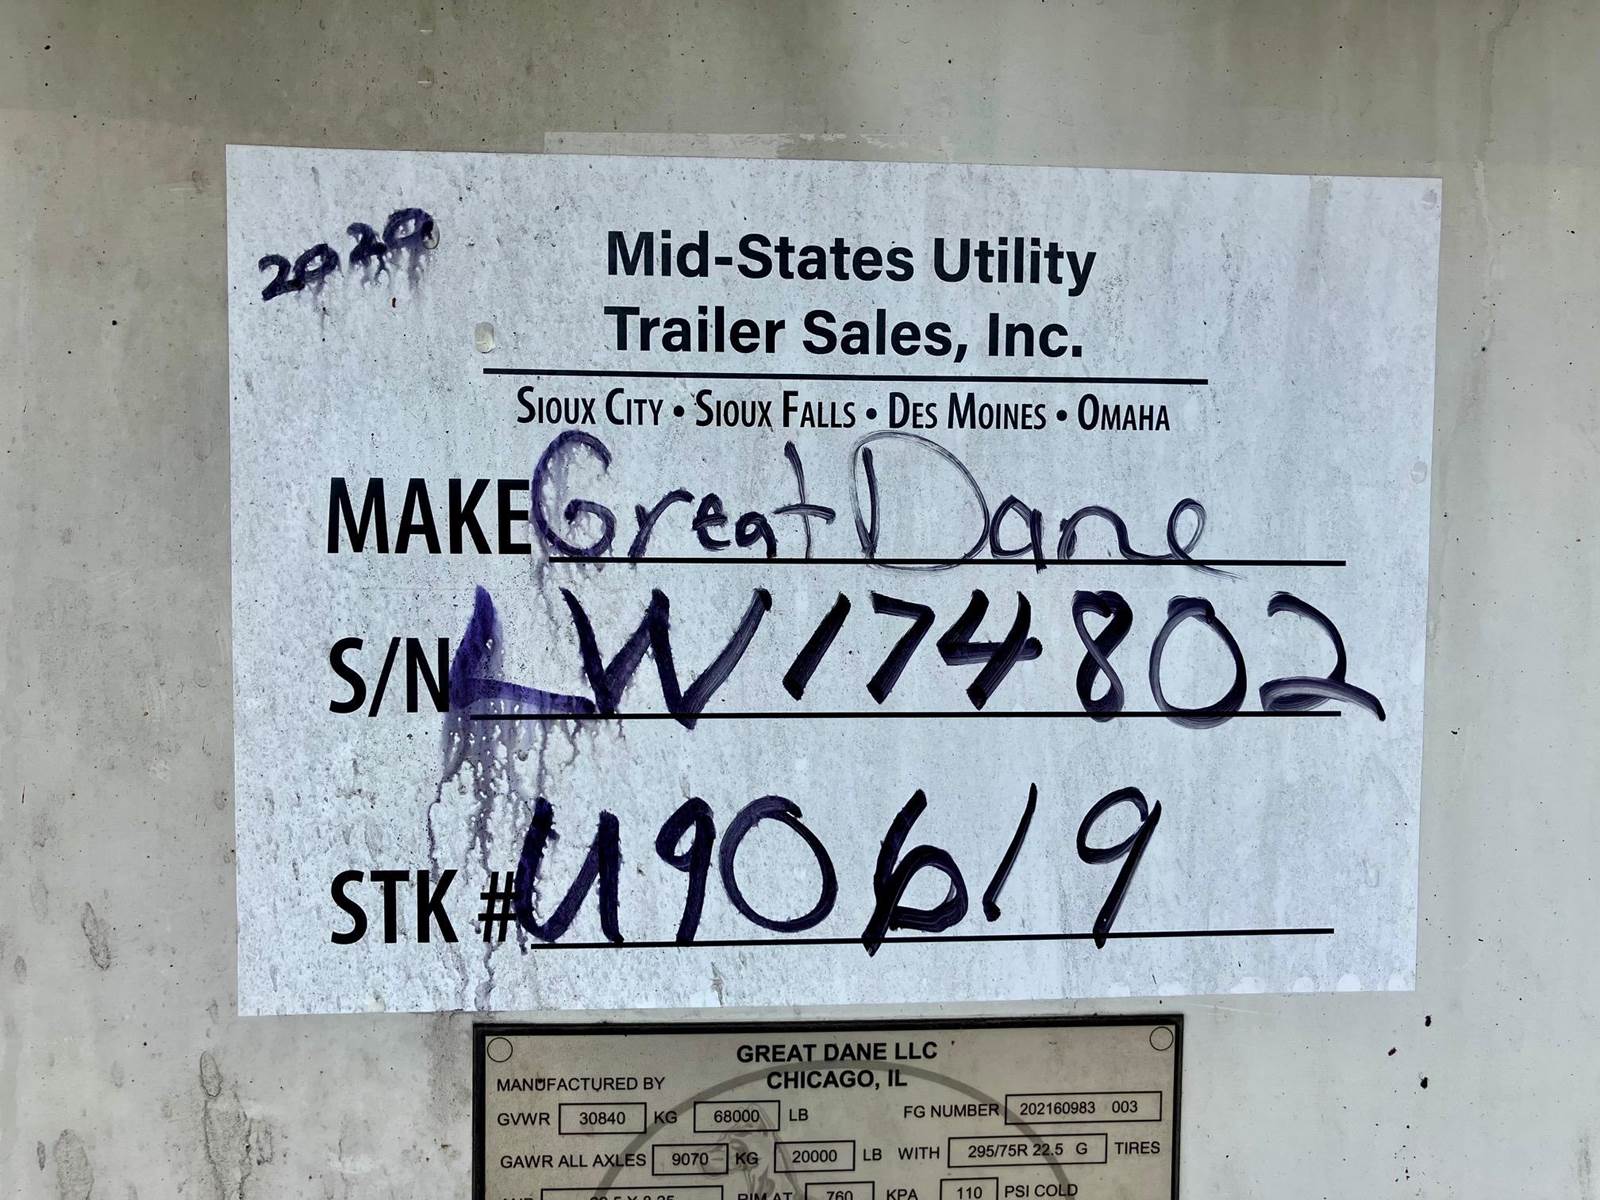 2020
Mid-States Utility
Trailer Sales, Inc.
Sioux City • Sioux Falls • Des Moines • Omaha
MAKE Great Dane
S/N LW174802
STK # U90619
GREAT DANE LLC
MANUFACTURED BY CHICAGO, IL
GVWR 30840 KG 68000 LB FG NUMBER 202160983 003
GAWR ALL AXLES 9070 KG 20000 LB WITH 295/75R 22.5 G TIRES
RIM AT 760 KPA 110 PSI COLD